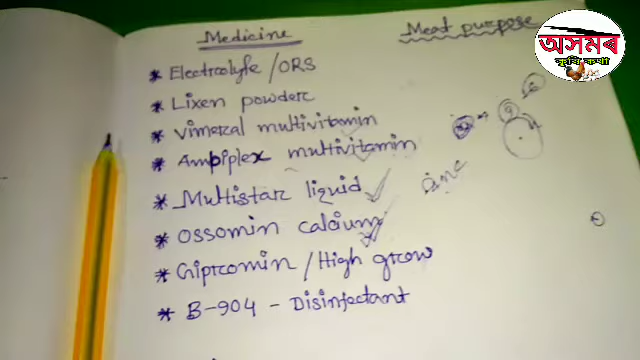 Medicine
Meat purpose
অসমৰ
কৃষি কথা
* Electrolyte/ORS
* Lixen powder
* Vimeral multivitamin
* Ampiplex multivitamin
* Multistar liquid
* Ossomin calcium
* Gipromin/High grow
* B-904 - Disinfectant